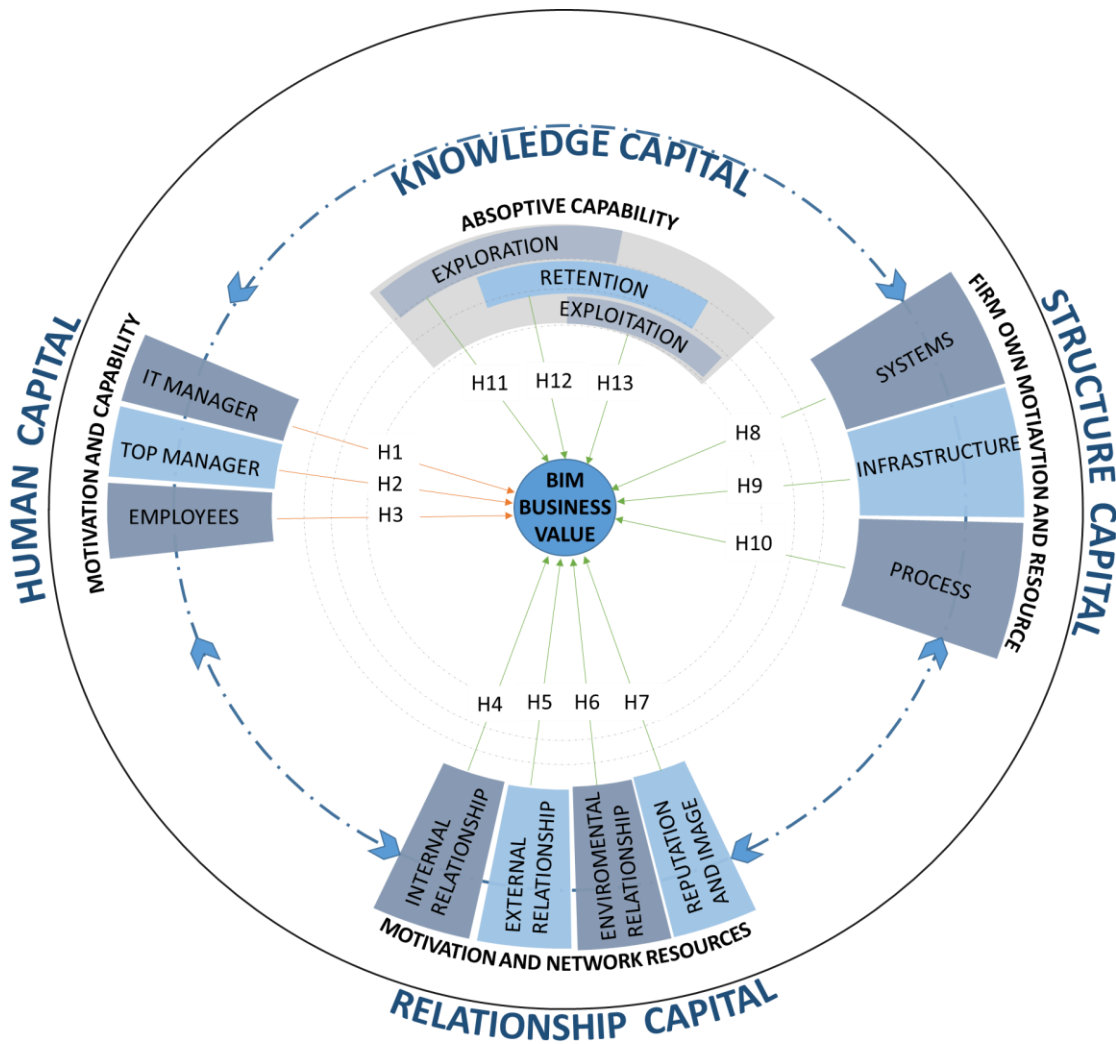 KNOWLEDGE CAPITAL
ABSOPTIVE CAPABILITY
EXPLORATION
RETENTION
EXPLOITATION
H11
H12
H13
HUMAN CAPITAL
MOTIVATION AND CAPABILITY
IT MANAGER
TOP MANAGER
EMPLOYEES
H1
H2
H3
BIM
BUSINESS
VALUE
H8
H9
H10
SYSTEMS
INFRASTRUCTURE
PROCESS
FIRM OWN MOTIAVTION AND RESOURCE
STRUCTURE CAPITAL
H4
H5
H6
H7
INTERNAL
RELATIONSHIP
EXTERNAL
RELATIONSHIP
ENVIROMENTAL
RELATIONSHIP
REPUTATION
AND IMAGE
MOTIVATION AND NETWORK RESOURCES
RELATIONSHIP CAPITAL